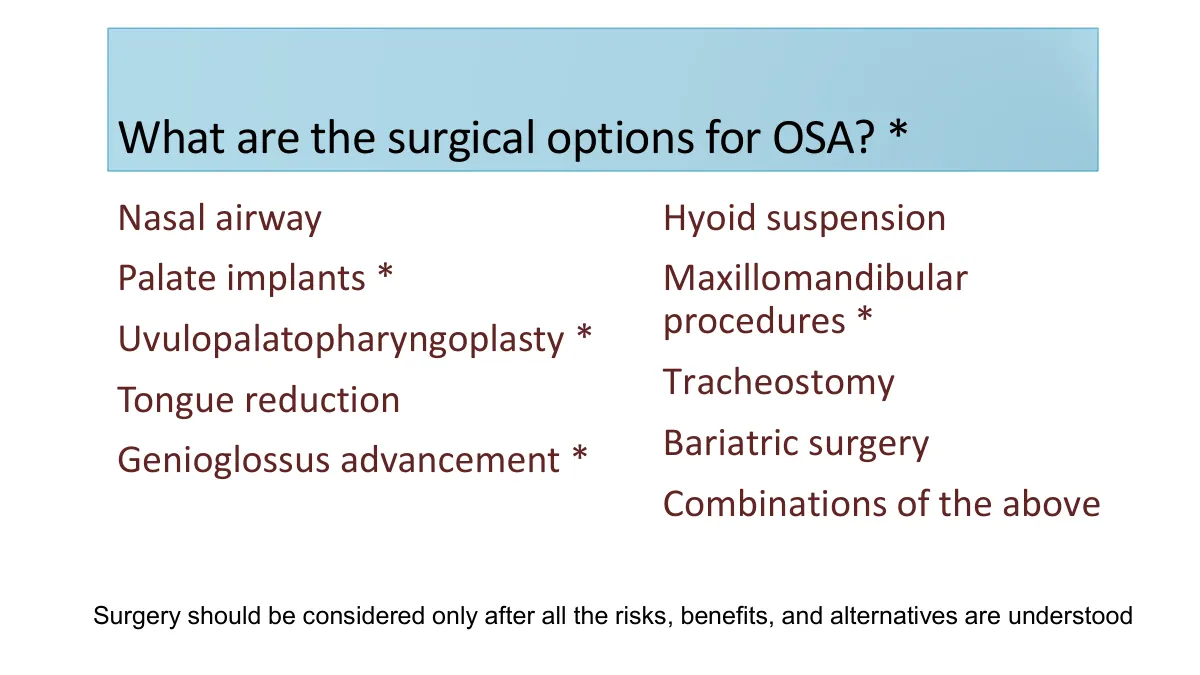 What are the surgical options for OSA? *
Nasal airway
Palate implants *
Uvulopalatopharyngoplasty *
Tongue reduction
Genioglossus advancement *
Hyoid suspension
Maxillomandibular
procedures *
Tracheostomy
Bariatric surgery
Combinations of the above
Surgery should be considered only after all the risks, benefits, and alternatives are understood